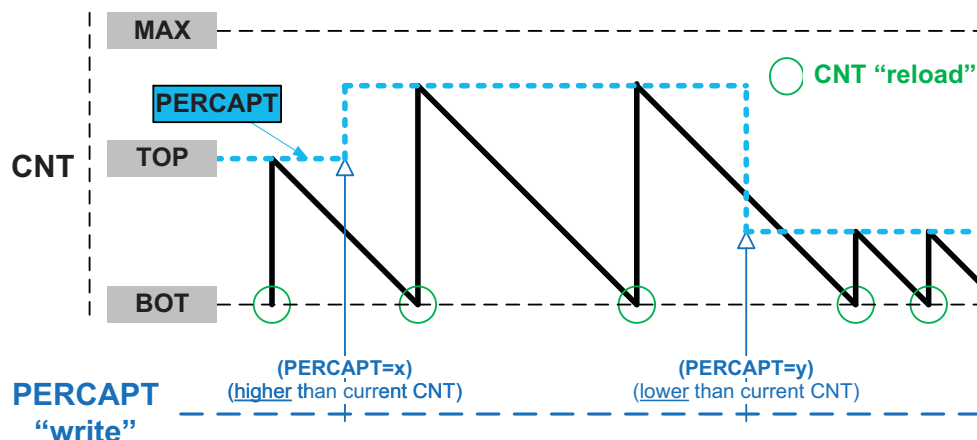 MAX
CNT “reload”
PERCAPT
CNT
TOP
BOT
(PERCAPT=x)
(higher than current CNT)
(PERCAPT=y)
(lower than current CNT)
PERCAPT
“write”